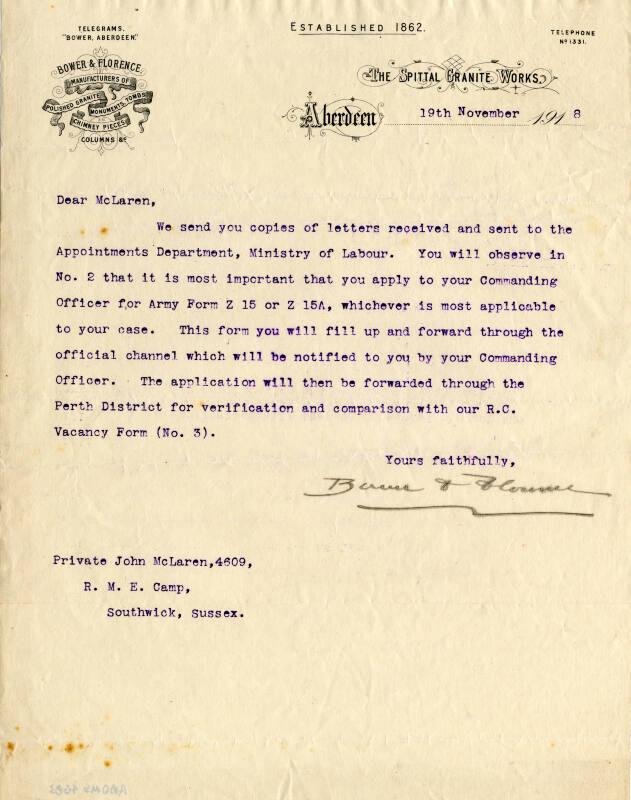 TELEGRAMS.
"BOWER, ABERDEEN."
ESTABLISHED 1862.
TELEPHONE
No 1331.
BOWER & FLORENCE
MANUFACTURERS OF
POLISHED GRANITE
MONUMENTS, TOMBS
CHIMNEY PIECES
COLUMNS &c
THE SPITTAL GRANITE WORKS,
Aberdeen 19th November 1918
Dear McLaren,
We send you copies of letters received and sent to the
Appointments Department, Ministry of Labour. You will observe in
No. 2 that it is most important that you apply to your Commanding
Officer for Army Form Z 15 or Z 15A, whichever is most applicable
to your case. This form you will fill up and forward through the
official channel which will be notified to you by your Commanding
Officer. The application will then be forwarded through the
Perth District for verification and comparison with our R.C.
Vacancy Form (No. 3).
Yours faithfully,
Bower & Florence
Private John McLaren,4609,
R. M. E. Camp,
Southwick, Sussex.